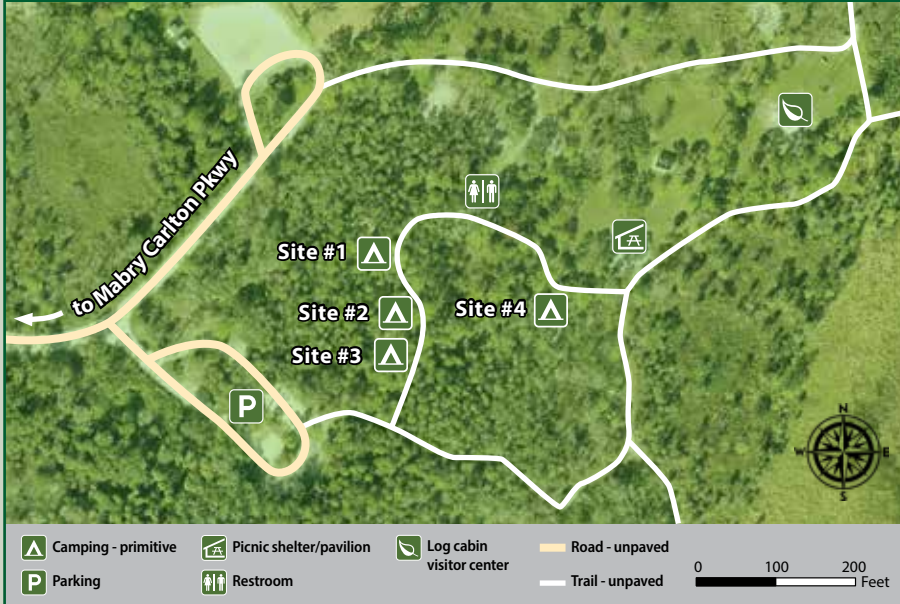 to Mabry Carlton Pkwy
Site #1
Site #2
Site #3
Site #4
P
N
W E
S
Camping - primitive
Picnic shelter/pavilion
Log cabin
visitor center
Road - unpaved
P Parking
Restroom
Trail - unpaved
0 100 200
Feet